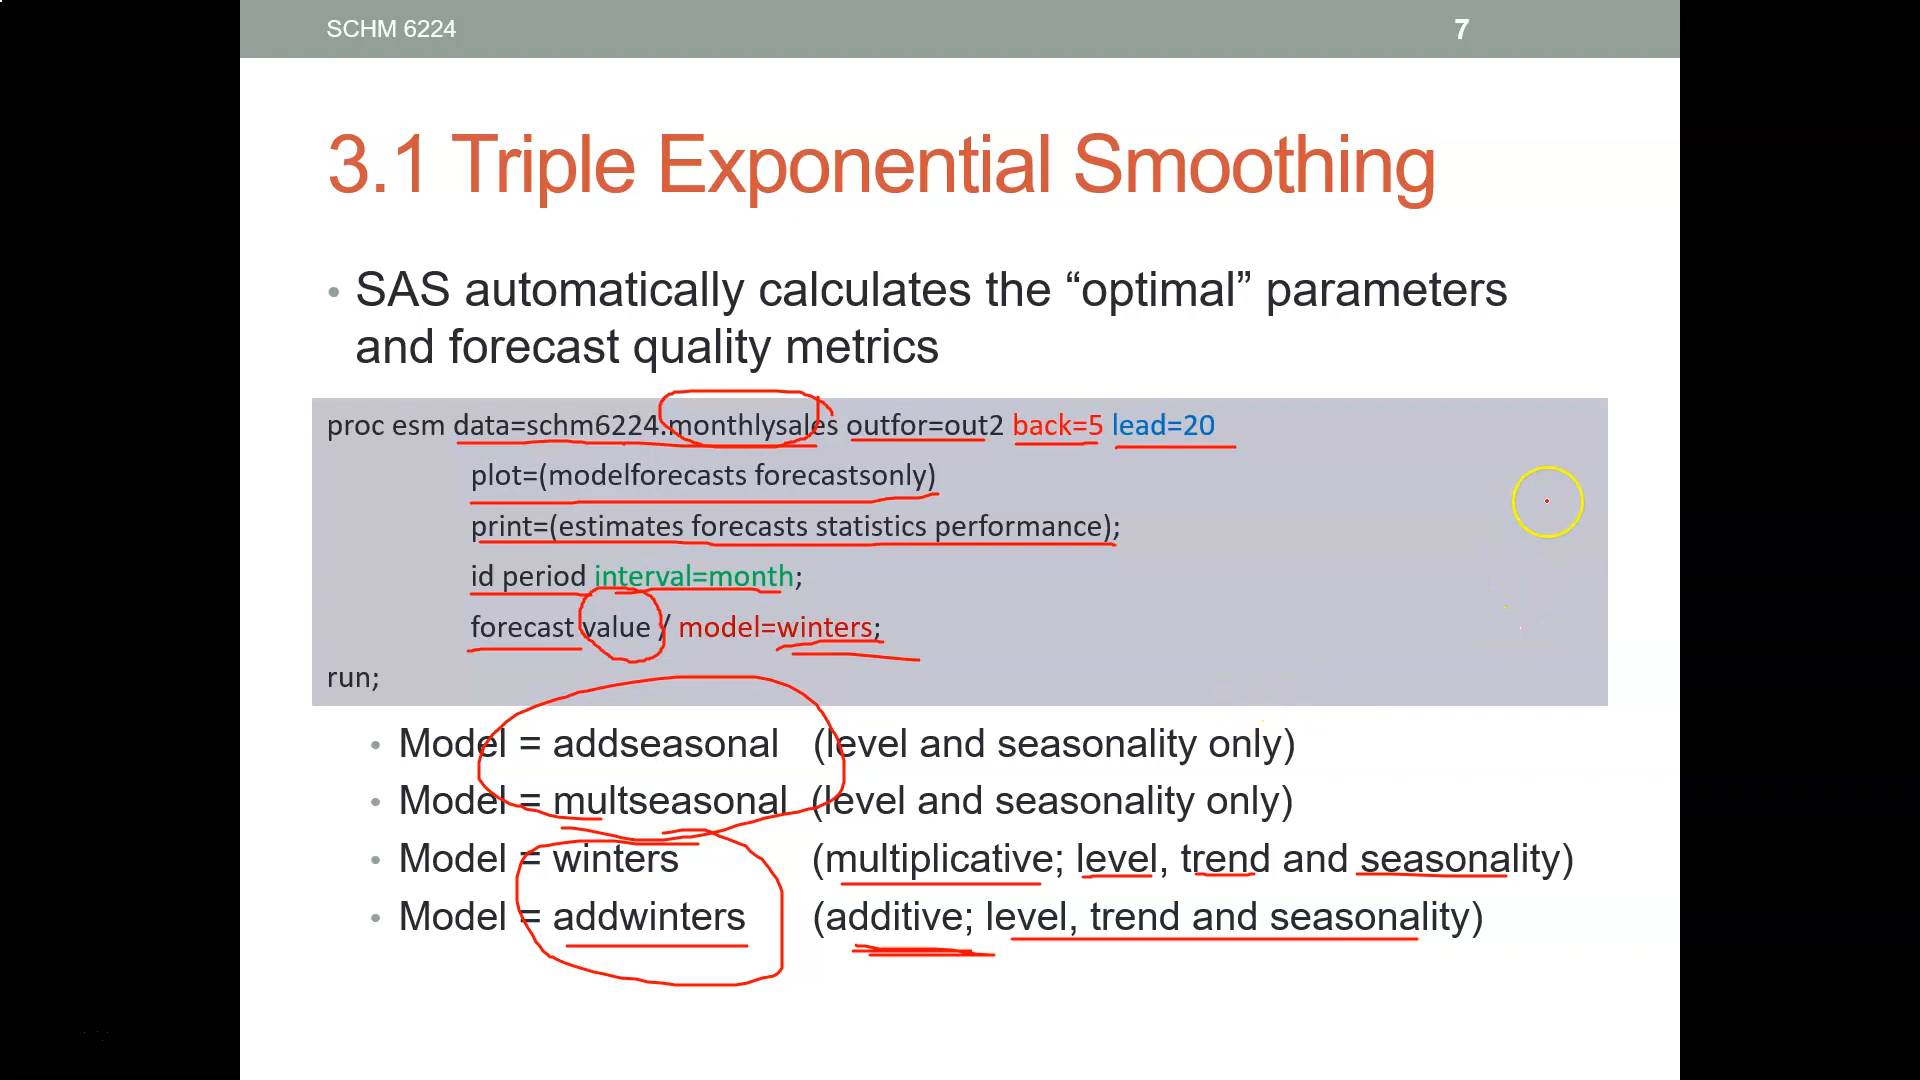 SCHM 6224
7
3.1 Triple Exponential Smoothing
• SAS automatically calculates the “optimal” parameters
and forecast quality metrics
proc esm data=schm6224.monthlysales outfor=out2 back=5 lead=20
plot=(modelforecasts forecastsonly)
print=(estimates forecasts statistics performance);
id period interval=month;
forecast value / model=winters;
run;
• Model = addseasonal (level and seasonality only)
• Model = multseasonal (level and seasonality only)
• Model = winters (multiplicative; level, trend and seasonality)
• Model = addwinters (additive; level, trend and seasonality)